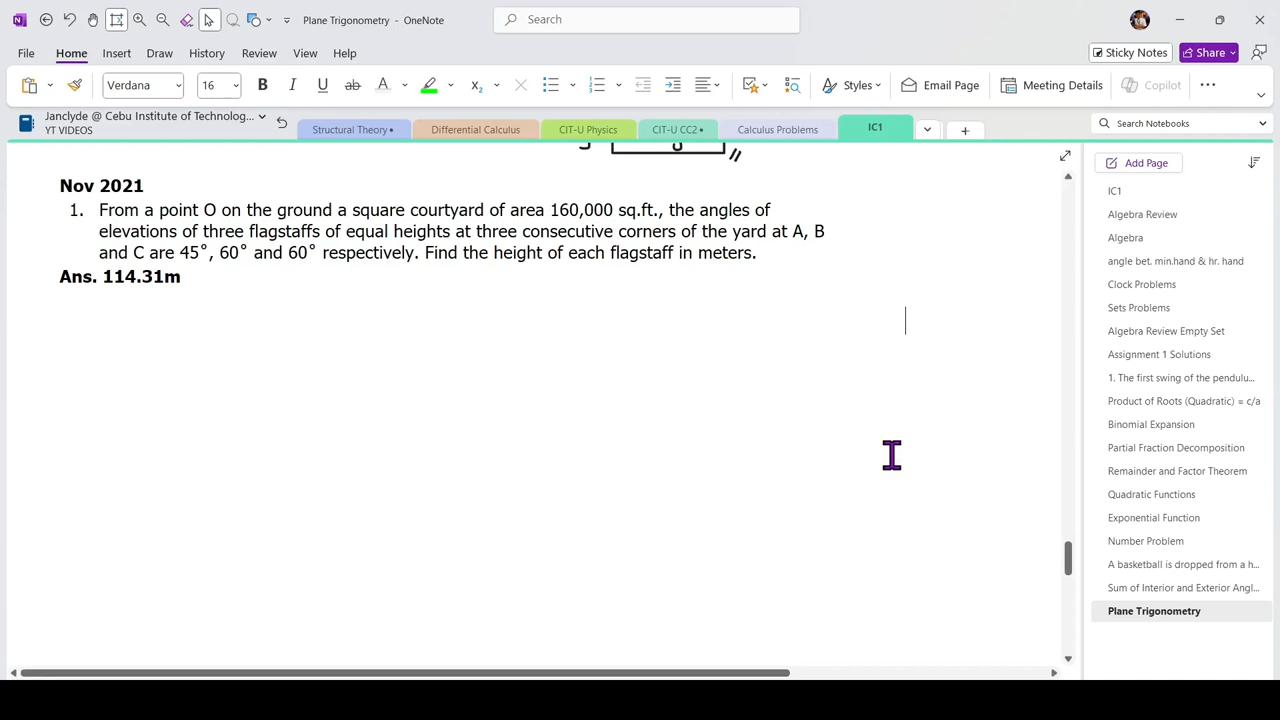 Plane Trigonometry - OneNote
Search
File Home Insert Draw History Review View Help
Sticky Notes
Share
Verdana 16 B I U ab A x₂ Styles Email Page Meeting Details Copilot
Janclyde @ Cebu Institute of Technolog...
YT VIDEOS
Structural Theory • Differential Calculus CIT-U Physics CIT-U CC2 • Calculus Problems IC1 +
Search Notebooks
Add Page
Nov 2021
1. From a point O on the ground a square courtyard of area 160,000 sq.ft., the angles of
elevations of three flagstaffs of equal heights at three consecutive corners of the yard at A, B
and C are 45°, 60° and 60° respectively. Find the height of each flagstaff in meters.
Ans. 114.31m
IC1
Algebra Review
Algebra
angle bet. min.hand & hr. hand
Clock Problems
Sets Problems
Algebra Review Empty Set
Assignment 1 Solutions
1. The first swing of the pendulu...
Product of Roots (Quadratic) = c/a
Binomial Expansion
Partial Fraction Decomposition
Remainder and Factor Theorem
Quadratic Functions
Exponential Function
Number Problem
A basketball is dropped from a h...
Sum of Interior and Exterior Angl...
Plane Trigonometry